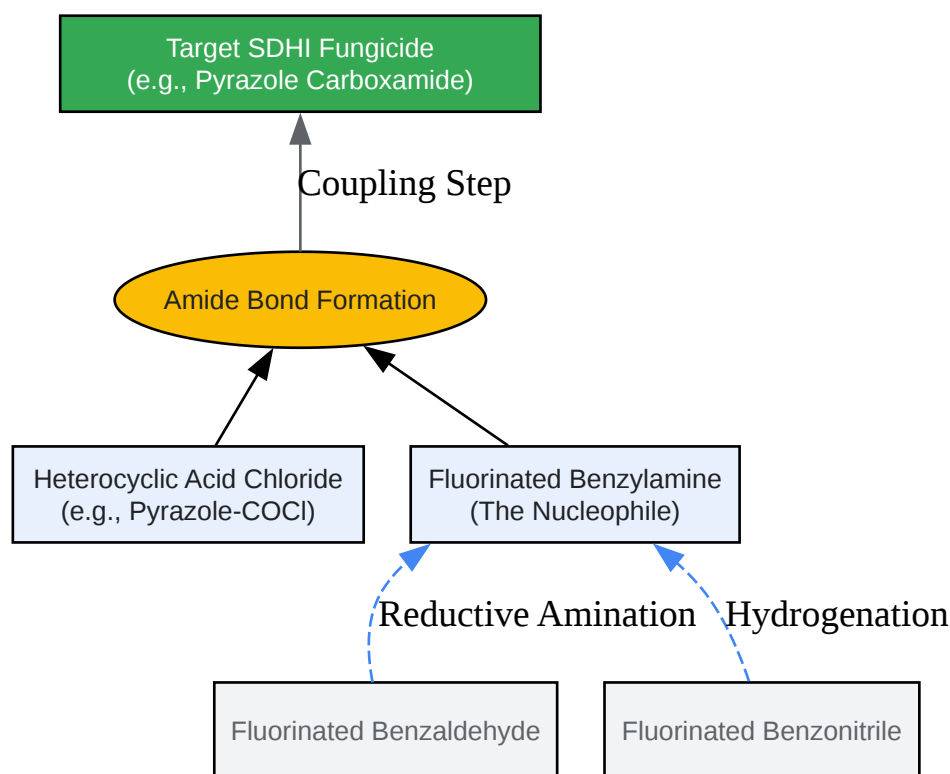 Target SDHI Fungicide
(e.g., Pyrazole Carboxamide)
Coupling Step
Amide Bond Formation
Heterocyclic Acid Chloride
(e.g., Pyrazole-COCl)
Fluorinated Benzylamine
(The Nucleophile)
Reductive Amination
Hydrogenation
Fluorinated Benzaldehyde
Fluorinated Benzonitrile